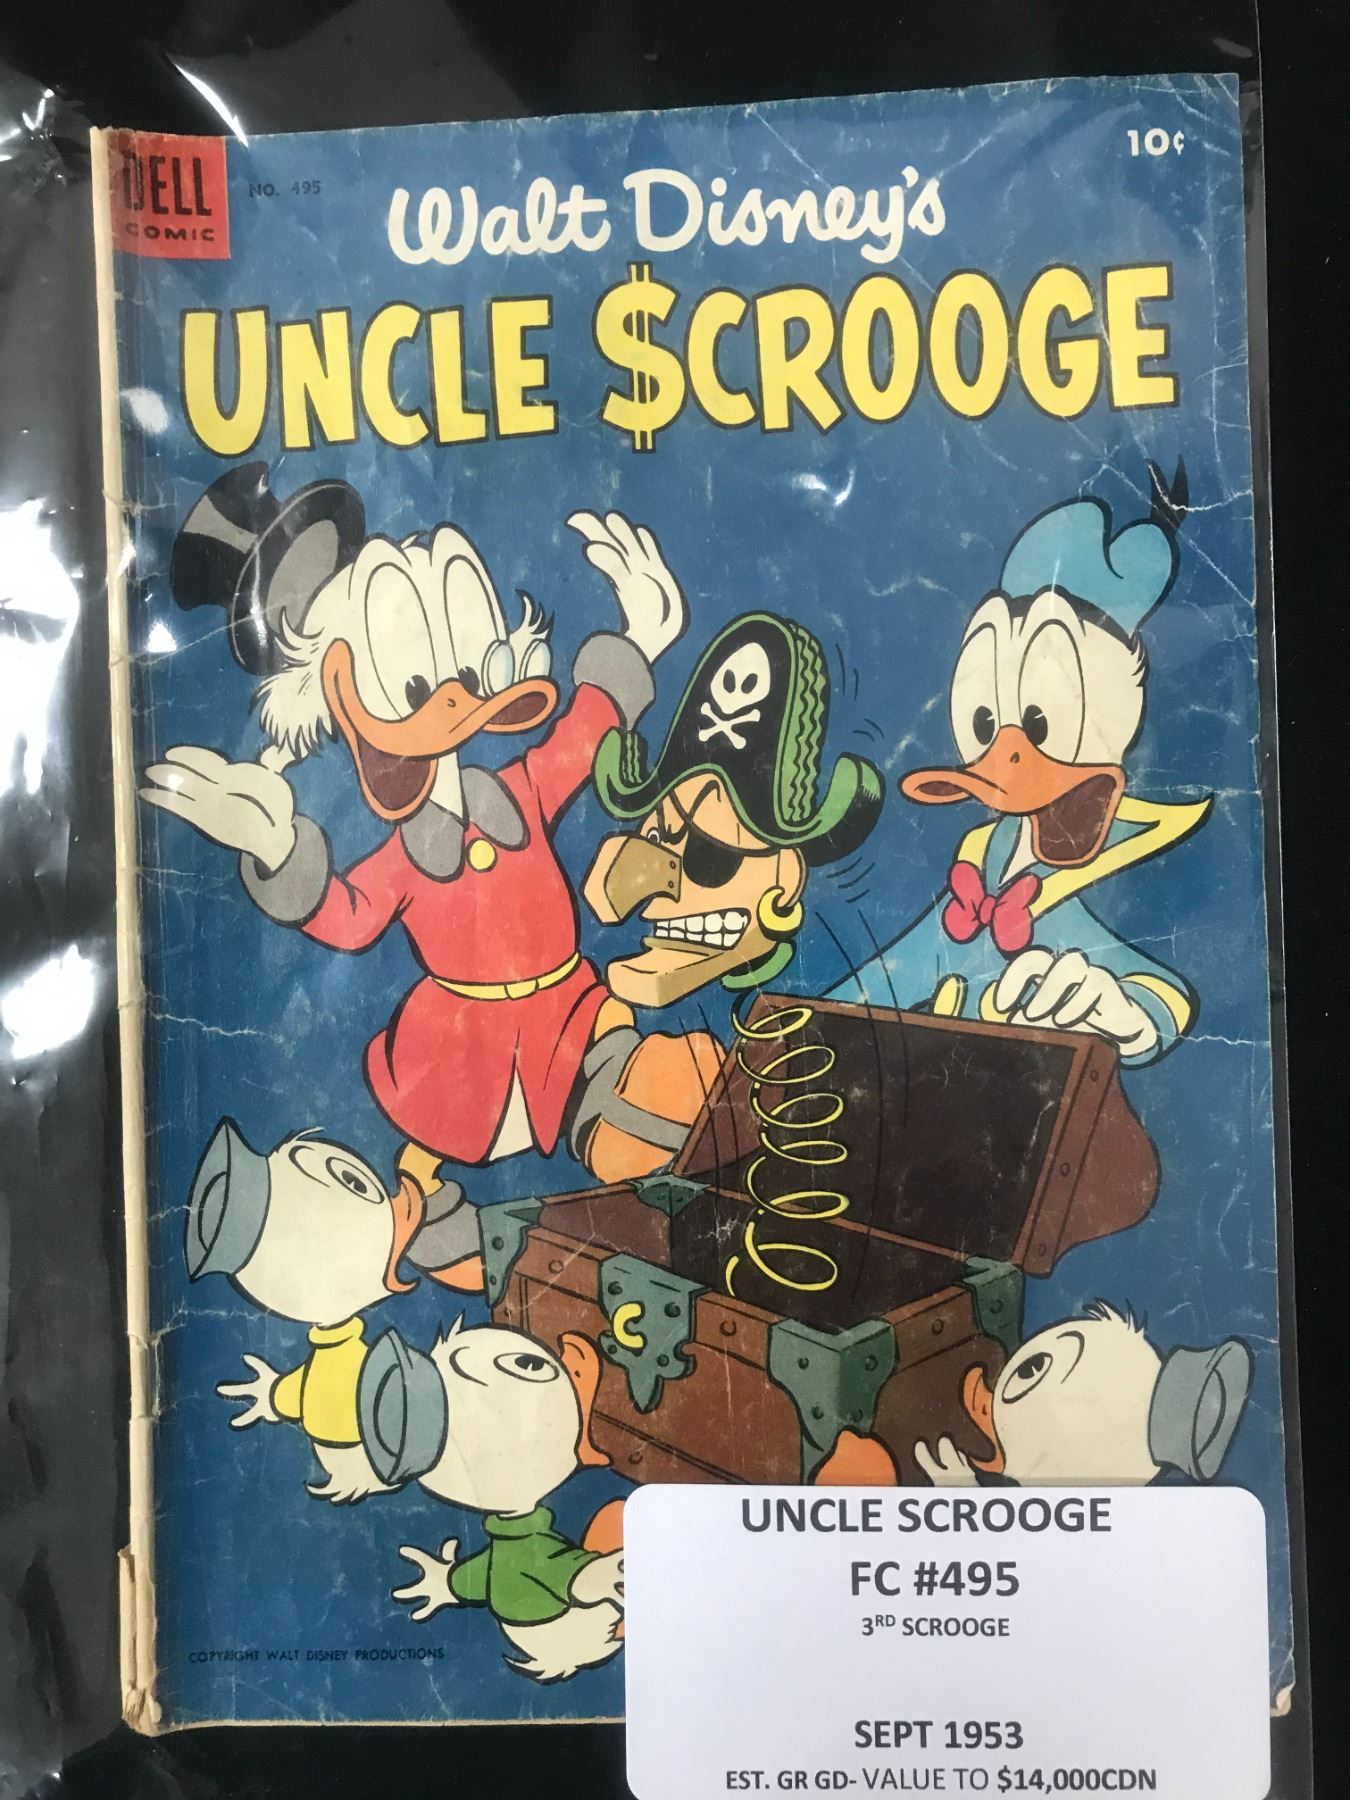 DELL
COMIC
NO. 495
10¢
Walt Disney's
UNCLE $CROOGE
COPYRIGHT WALT DISNEY PRODUCTIONS
UNCLE SCROOGE
FC #495
3RD SCROOGE
SEPT 1953
EST. GR GD- VALUE TO $14,000CDN